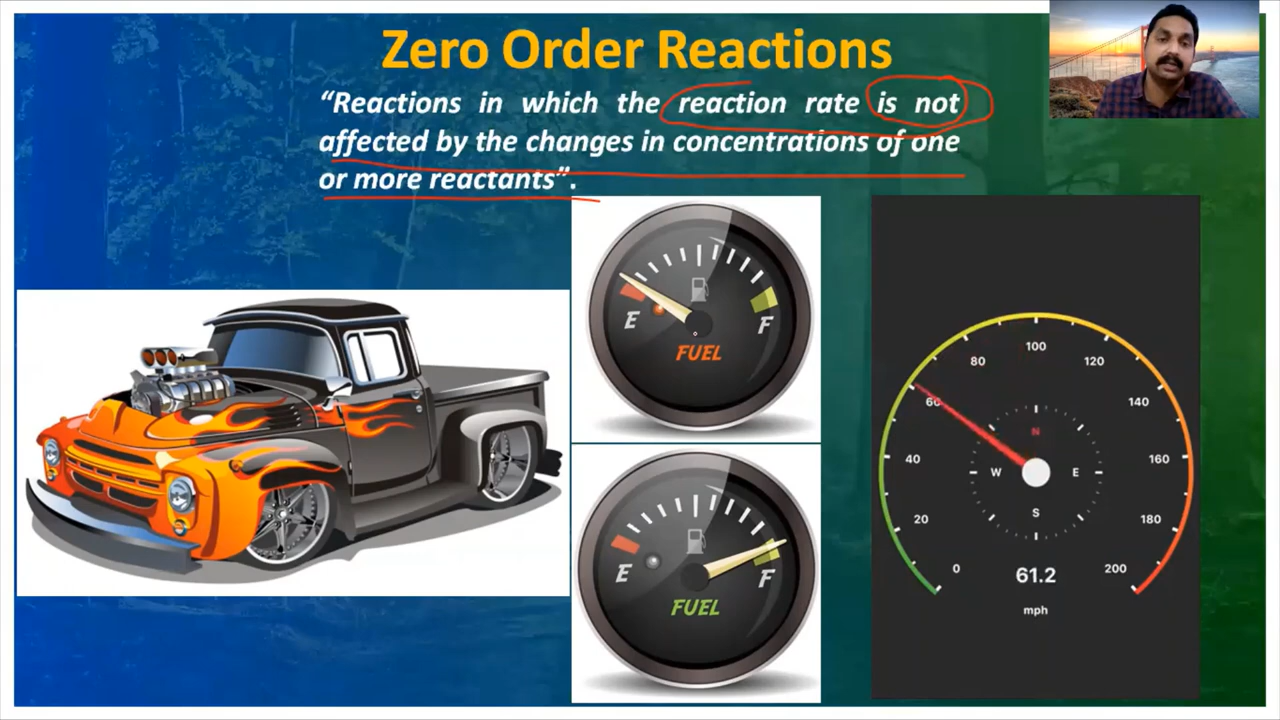 Zero Order Reactions
“Reactions in which the reaction rate is not
affected by the changes in concentrations of one
or more reactants”.
E F
FUEL
E F
FUEL
100
80 120
60 140
N
40 W E 160
S
20 180
0 61.2 200
mph